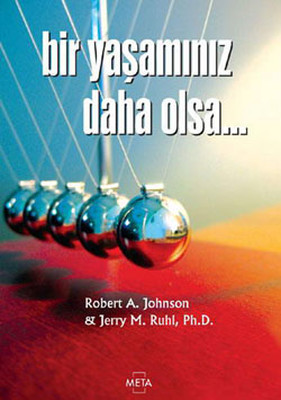 bir yaşamınız
daha olsa...
Robert A. Johnson
& Jerry M. Ruhl, Ph.D.
META